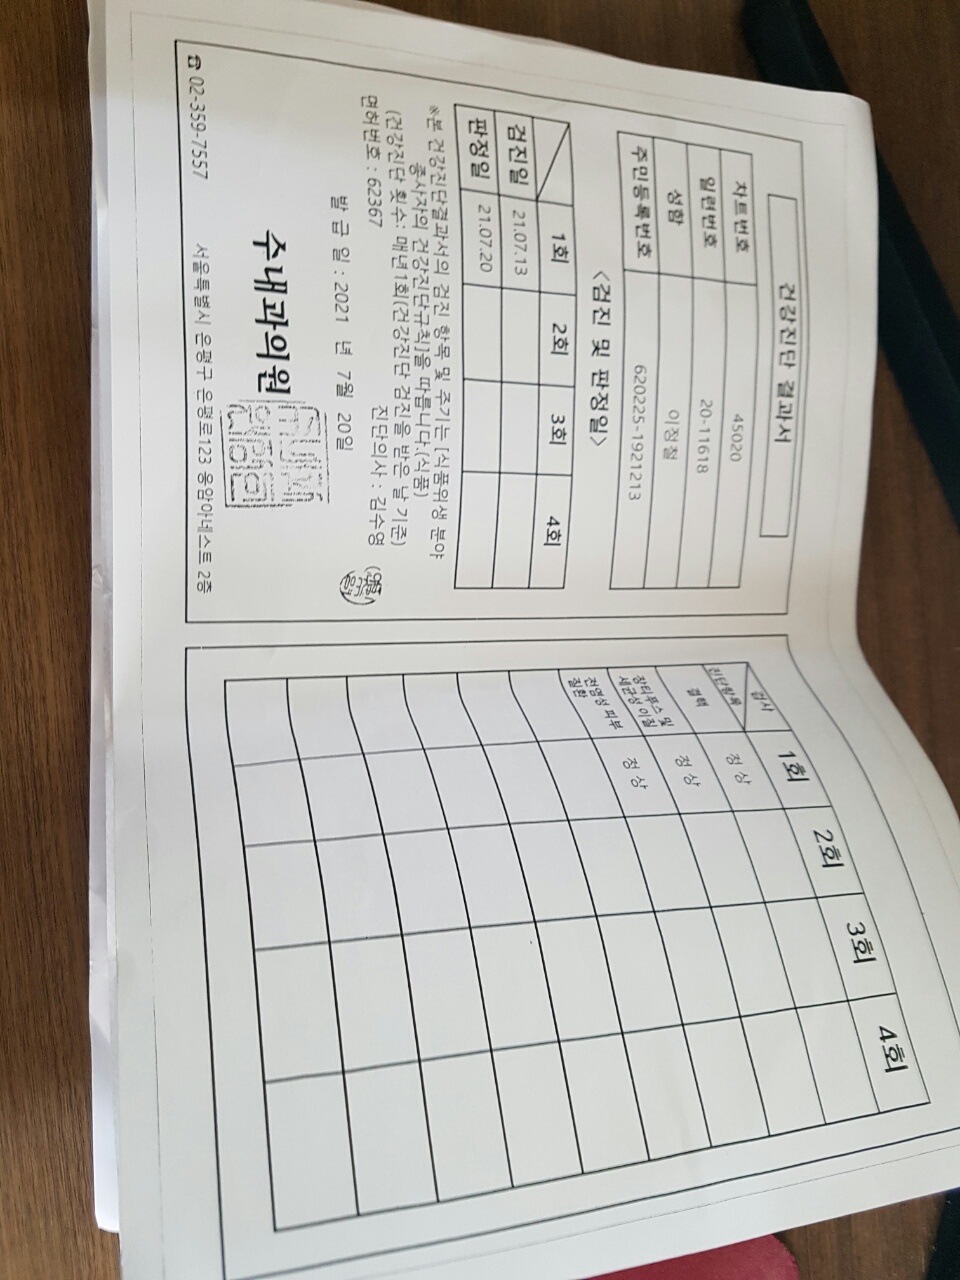 건강진단 결과서
차트번호 45020
일련번호 20-11618
성함 이정철
주민등록번호 620225-1921213
<검진 및 판정일>
1회 2회 3회 4회
검진일 21.07.13
판정일 21.07.20
※본 건강진단결과서의 검진 항목 및 주기는 [식품위생 분야
종사자의 건강진단규칙]을 따릅니다.(식품)
(건강진단 횟수: 매년1회(건강진단 검진을 받은 날 기준)
면허번호 : 62367 진단의사 : 김수영
발 급 일 : 2021 년 7월 20일
수내과의원
☎ 02-359-7557 서울특별시 은평구 은평로123 응암아네스트 2층
검사
진단항목
1회 2회 3회 4회
결핵 정 상
장티푸스 및
세균성 이질
정 상
전염성 피부
질환
정 상